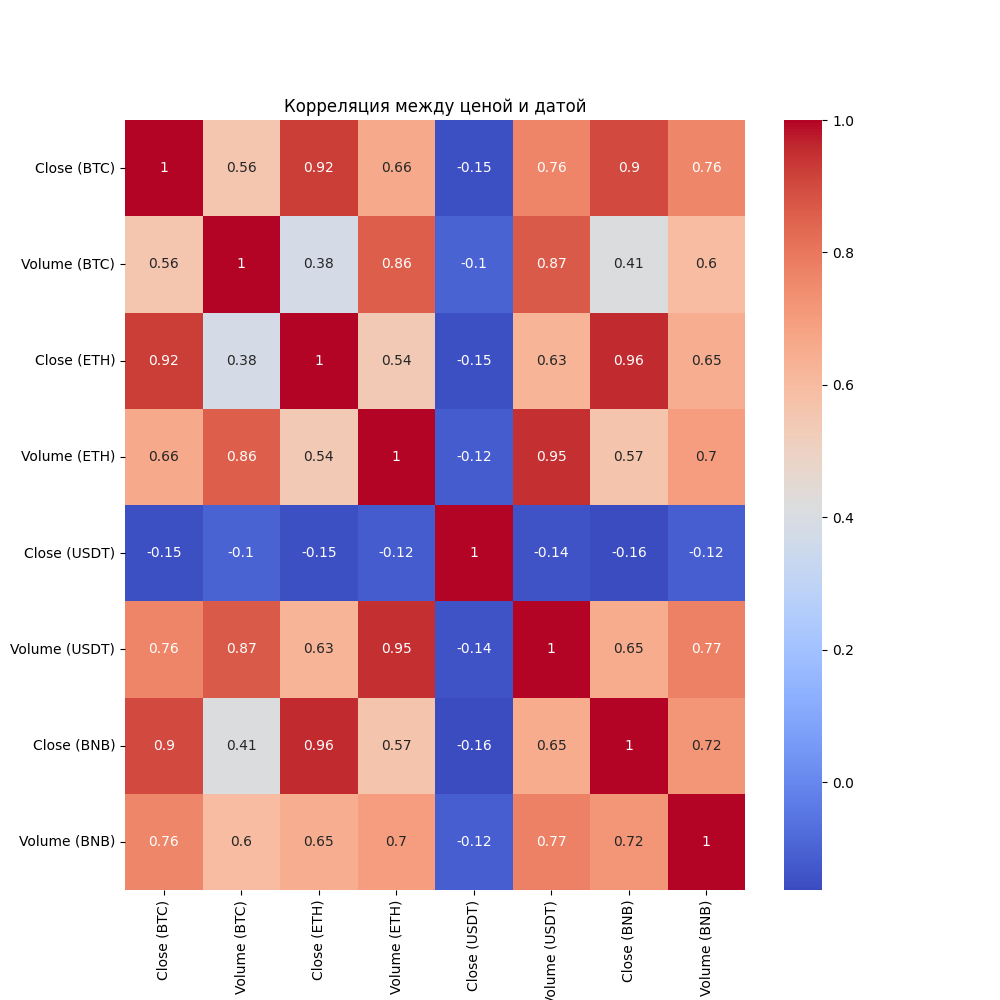 Корреляция между ценой и датой
Close (BTC) 1 0.56 0.92 0.66 -0.15 0.76 0.9 0.76
Volume (BTC) 0.56 1 0.38 0.86 -0.1 0.87 0.41 0.6
Close (ETH) 0.92 0.38 1 0.54 -0.15 0.63 0.96 0.65
Volume (ETH) 0.66 0.86 0.54 1 -0.12 0.95 0.57 0.7
Close (USDT) -0.15 -0.1 -0.15 -0.12 1 -0.14 -0.16 -0.12
Volume (USDT) 0.76 0.87 0.63 0.95 -0.14 1 0.65 0.77
Close (BNB) 0.9 0.41 0.96 0.57 -0.16 0.65 1 0.72
Volume (BNB) 0.76 0.6 0.65 0.7 -0.12 0.77 0.72 1
Close (BTC)
Volume (BTC)
Close (ETH)
Volume (ETH)
Close (USDT)
Volume (USDT)
Close (BNB)
Volume (BNB)
1.0
0.8
0.6
0.4
0.2
0.0